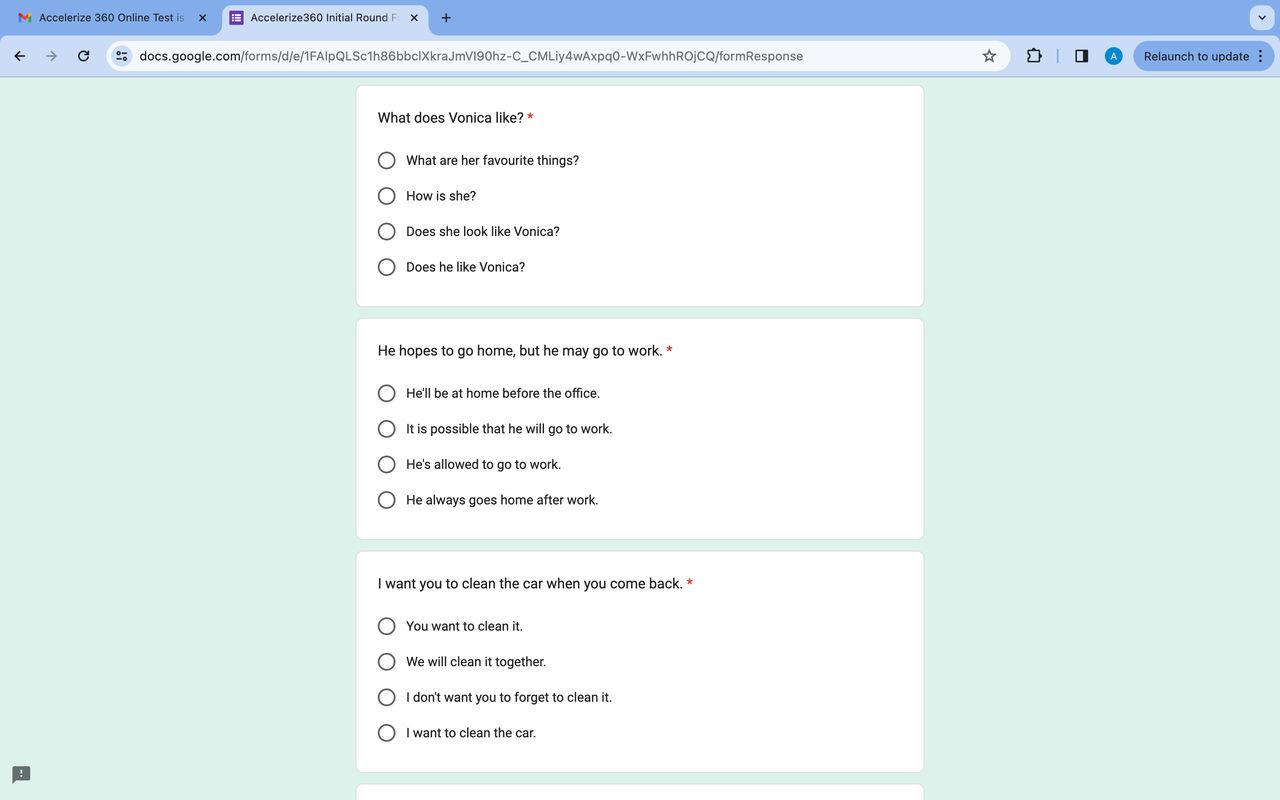 Accelerize 360 Online Test is
Accelerize360 Initial Round F
docs.google.com/forms/d/e/1FAIpQLSc1h86bbclXkraJmVI90hz-C_CMLiy4wAxpq0-WxFwhhROjCQ/formResponse
A
Relaunch to update
What does Vonica like? *
What are her favourite things?
How is she?
Does she look like Vonica?
Does he like Vonica?
He hopes to go home, but he may go to work. *
He'll be at home before the office.
It is possible that he will go to work.
He's allowed to go to work.
He always goes home after work.
I want you to clean the car when you come back. *
You want to clean it.
We will clean it together.
I don't want you to forget to clean it.
I want to clean the car.